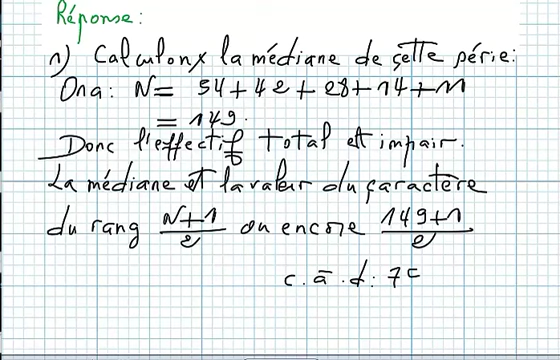 Réponse:
1) Calculons la médiane de cette série:
On a: N= 54+42+28+14+11
= 149.
Donc l'effectif total est impair.
La médiane est la valeur du caractère
du rang N+1/2 ou encore 149+1/2
c.à.d: 7